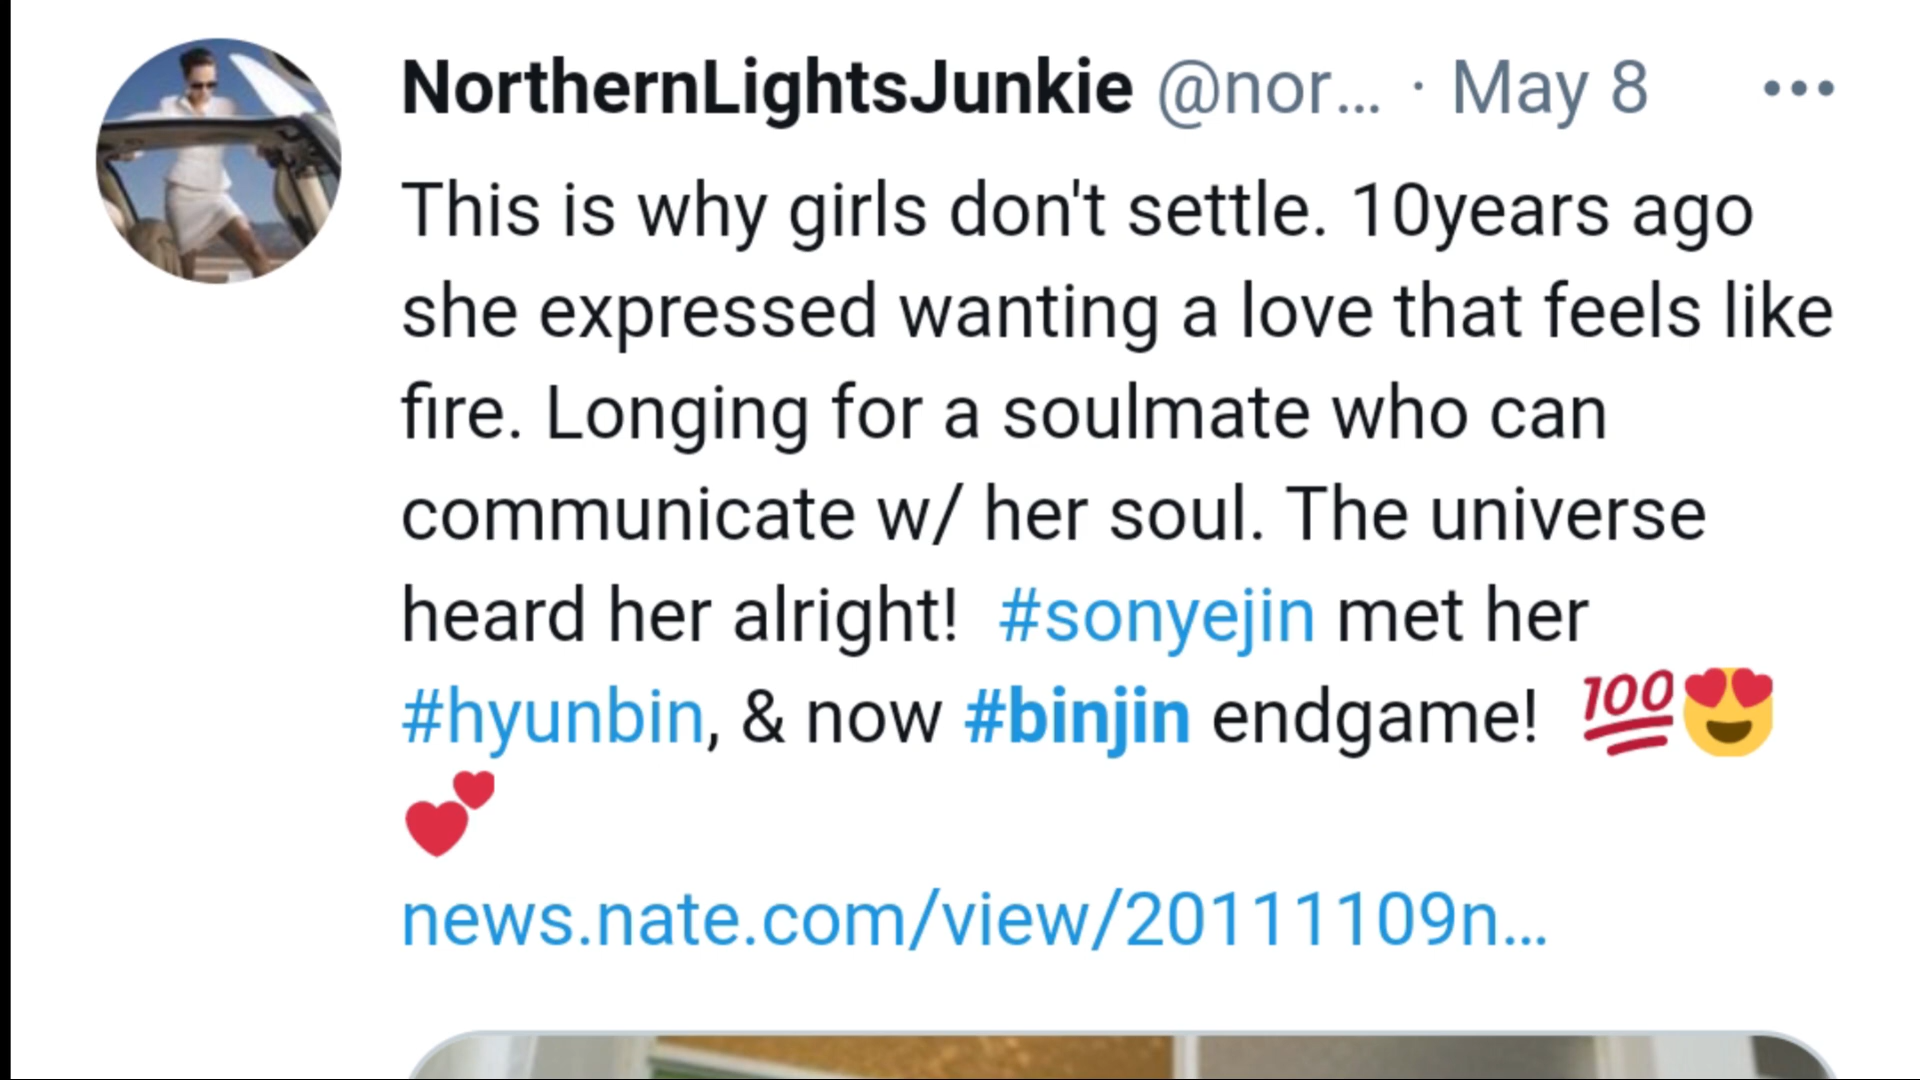 NorthernLightsJunkie @nor... · May 8
This is why girls don't settle. 10years ago
she expressed wanting a love that feels like
fire. Longing for a soulmate who can
communicate w/ her soul. The universe
heard her alright! #sonyejin met her
#hyunbin, & now #binjin endgame! 💯😍
💕
news.nate.com/view/20111109n...